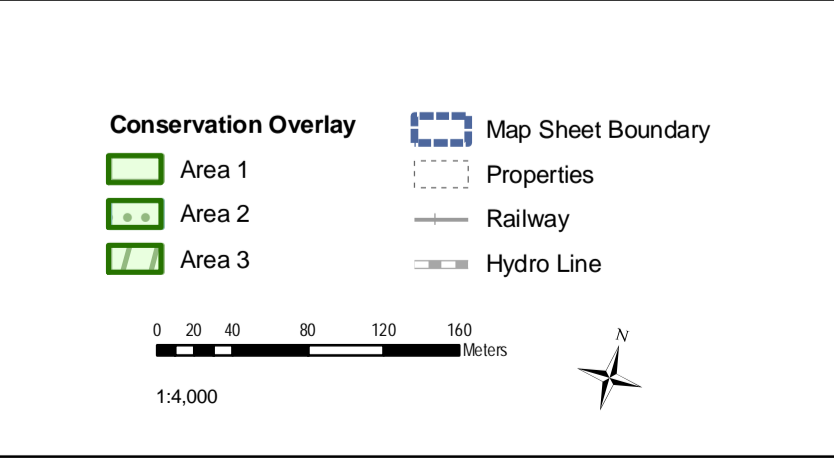 Conservation Overlay
Area 1
Area 2
Area 3
Map Sheet Boundary
Properties
Railway
Hydro Line
0 20 40 80 120 160
Meters
1:4,000
N